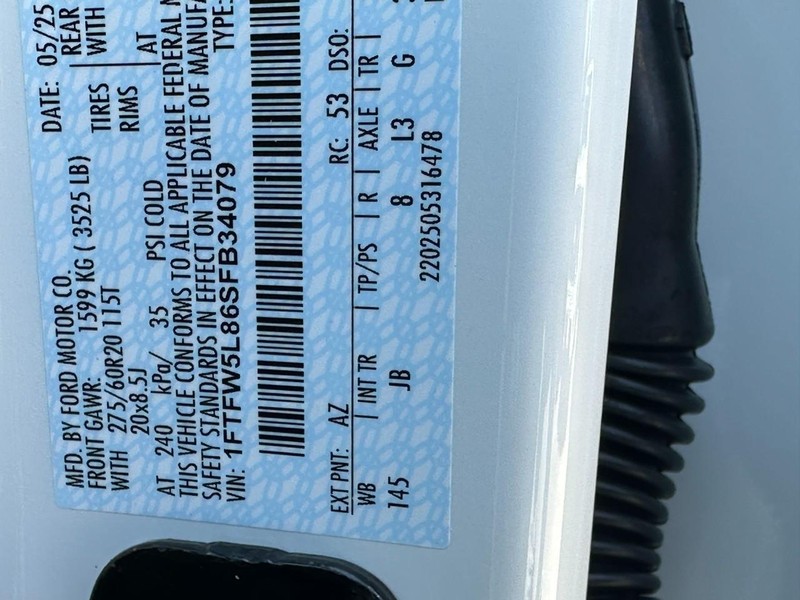 MFD. BY FORD MOTOR CO.
DATE: 05/25
FRONT GAWR: 1599 KG ( 3525 LB)
REAR
WITH 275/60R20 115T TIRES
WITH
20x8.5J RIMS
AT 240 kPa/ 35 PSI COLD
AT
THIS VEHICLE CONFORMS TO ALL APPLICABLE FEDERAL
SAFETY STANDARDS IN EFFECT ON THE DATE OF
VIN: 1FTFW5L86SFB34079
TYPE:
EXT PNT: AZ RC: 53 DSO:
WB | INT TR | TP/PS | R | AXLE | TR |
145 JB 8 L3 G
2202505316478